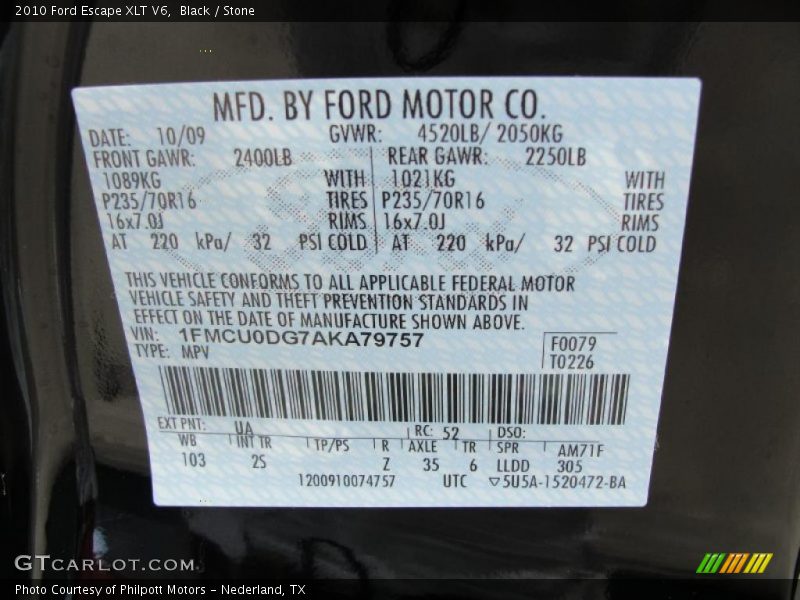 2010 Ford Escape XLT V6,  Black / Stone
MFD. BY FORD MOTOR CO.
DATE: 10/09 GVWR: 4520LB/ 2050KG
FRONT GAWR: 2400LB REAR GAWR: 2250LB
1089KG WITH 1021KG WITH
P235/70R16 TIRES P235/70R16 TIRES
16x7.0J RIMS 16x7.0J RIMS
AT 220 kPa/ 32 PSI COLD AT 220 kPa/ 32 PSI COLD
THIS VEHICLE CONFORMS TO ALL APPLICABLE FEDERAL MOTOR
VEHICLE SAFETY AND THEFT PREVENTION STANDARDS IN
EFFECT ON THE DATE OF MANUFACTURE SHOWN ABOVE.
VIN: 1FMCU0DG7AKA79757 F0079
TYPE: MPV T0226
EXT PNT: UA RC: 52 DSO:
WB INT TR TP/PS R AXLE TR SPR AM71F
103 2S Z 35 6 LLDD 305
1200910074757 UTC ▽5U5A-1520472-BA
GTCARLOT.COM
Photo Courtesy of Philpott Motors - Nederland, TX